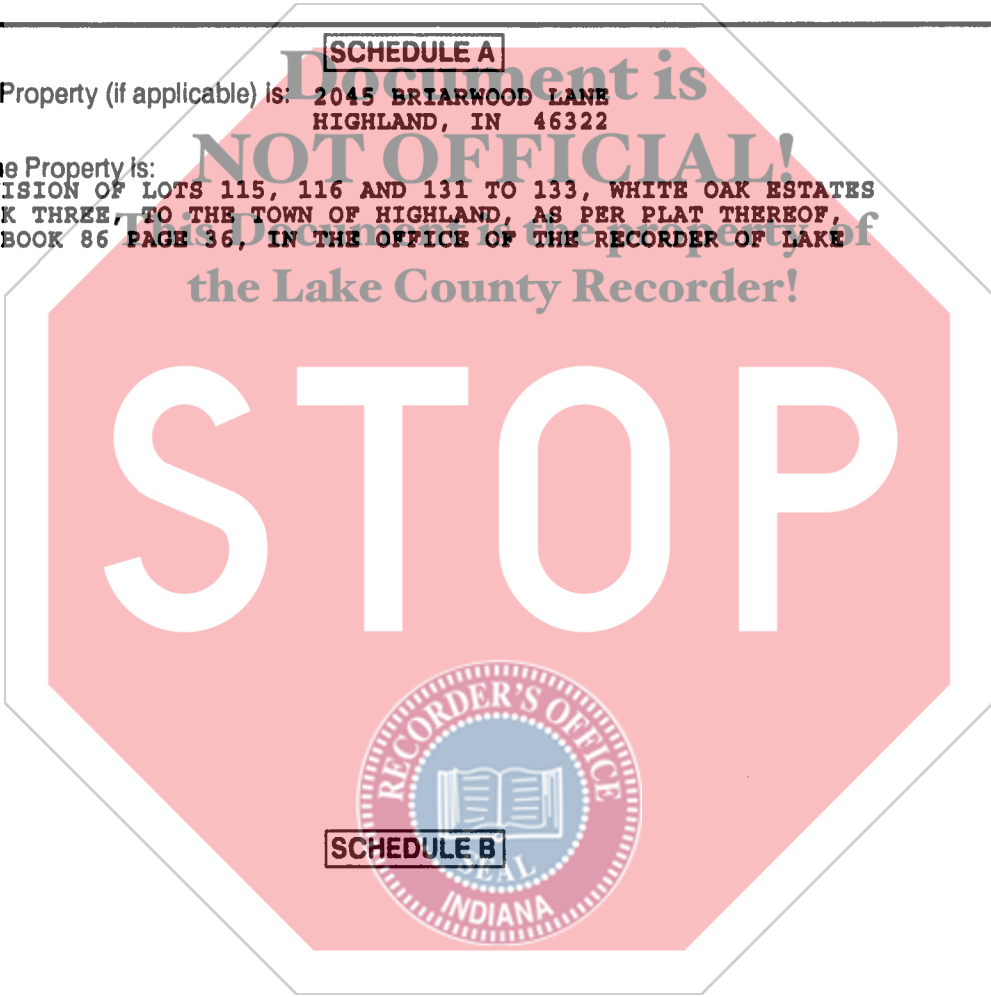 SCHEDULE A
Document is
Property (if applicable) is: 2045 BRIARWOOD LANE
HIGHLAND, IN 46322
NOT OFFICIAL!
e Property is:
ISION OF LOTS 115, 116 AND 131 TO 133, WHITE OAK ESTATES
K THREE, TO THE TOWN OF HIGHLAND, AS PER PLAT THEREOF,
This Document is the property of
BOOK 86 PAGE 36, IN THE OFFICE OF THE RECORDER OF LAKE
the Lake County Recorder!
STOP
RECORDER'S OFFICE
SCHEDULE B
SEAL
INDIANA